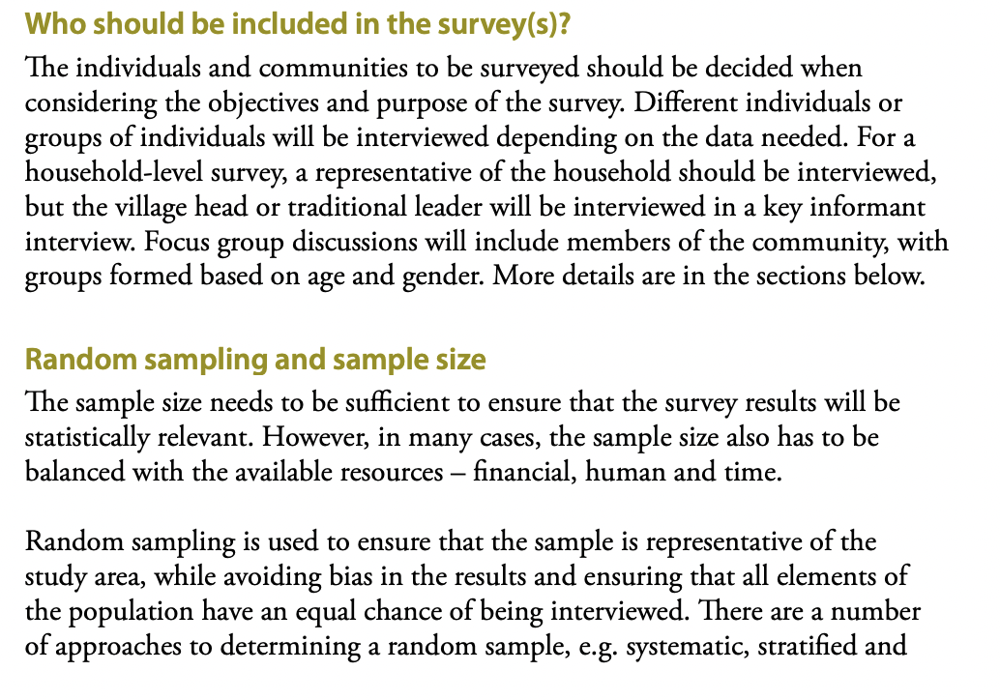 Who should be included in the survey(s)?
The individuals and communities to be surveyed should be decided when
considering the objectives and purpose of the survey. Different individuals or
groups of individuals will be interviewed depending on the data needed. For a
household-level survey, a representative of the household should be interviewed,
but the village head or traditional leader will be interviewed in a key informant
interview. Focus group discussions will include members of the community, with
groups formed based on age and gender. More details are in the sections below.
Random sampling and sample size
The sample size needs to be sufficient to ensure that the survey results will be
statistically relevant. However, in many cases, the sample size also has to be
balanced with the available resources – financial, human and time.
Random sampling is used to ensure that the sample is representative of the
study area, while avoiding bias in the results and ensuring that all elements of
the population have an equal chance of being interviewed. There are a number
of approaches to determining a random sample, e.g. systematic, stratified and